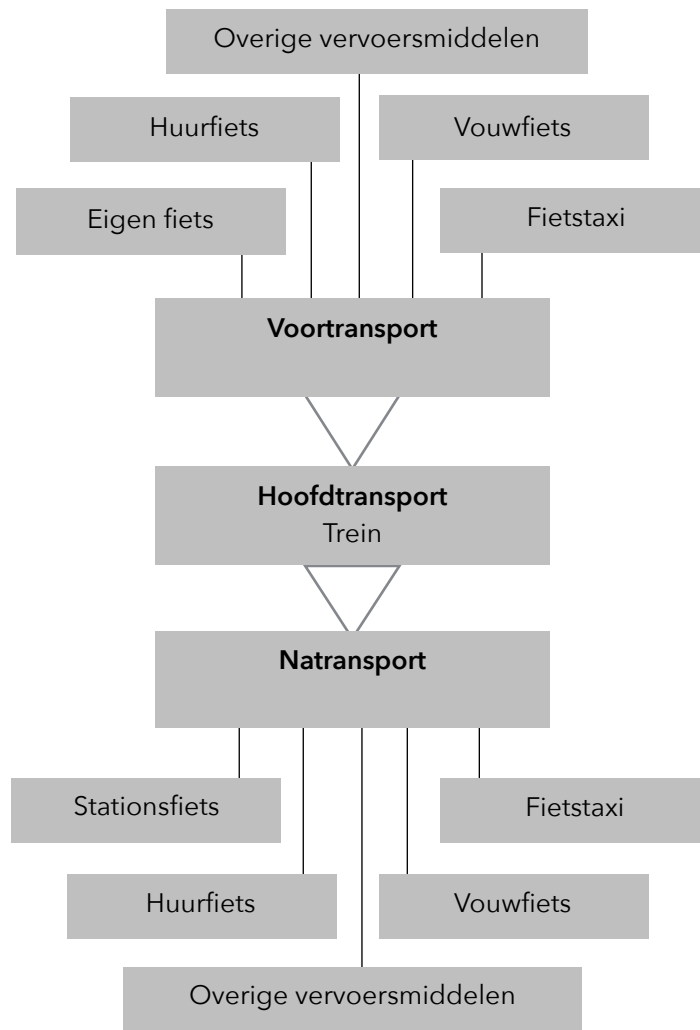 Overige vervoersmiddelen
Huurfiets
Vouwfiets
Eigen fiets
Fietstaxi
Voortransport
Hoofdtransport
Trein
Natransport
Stationsfiets
Fietstaxi
Huurfiets
Vouwfiets
Overige vervoersmiddelen